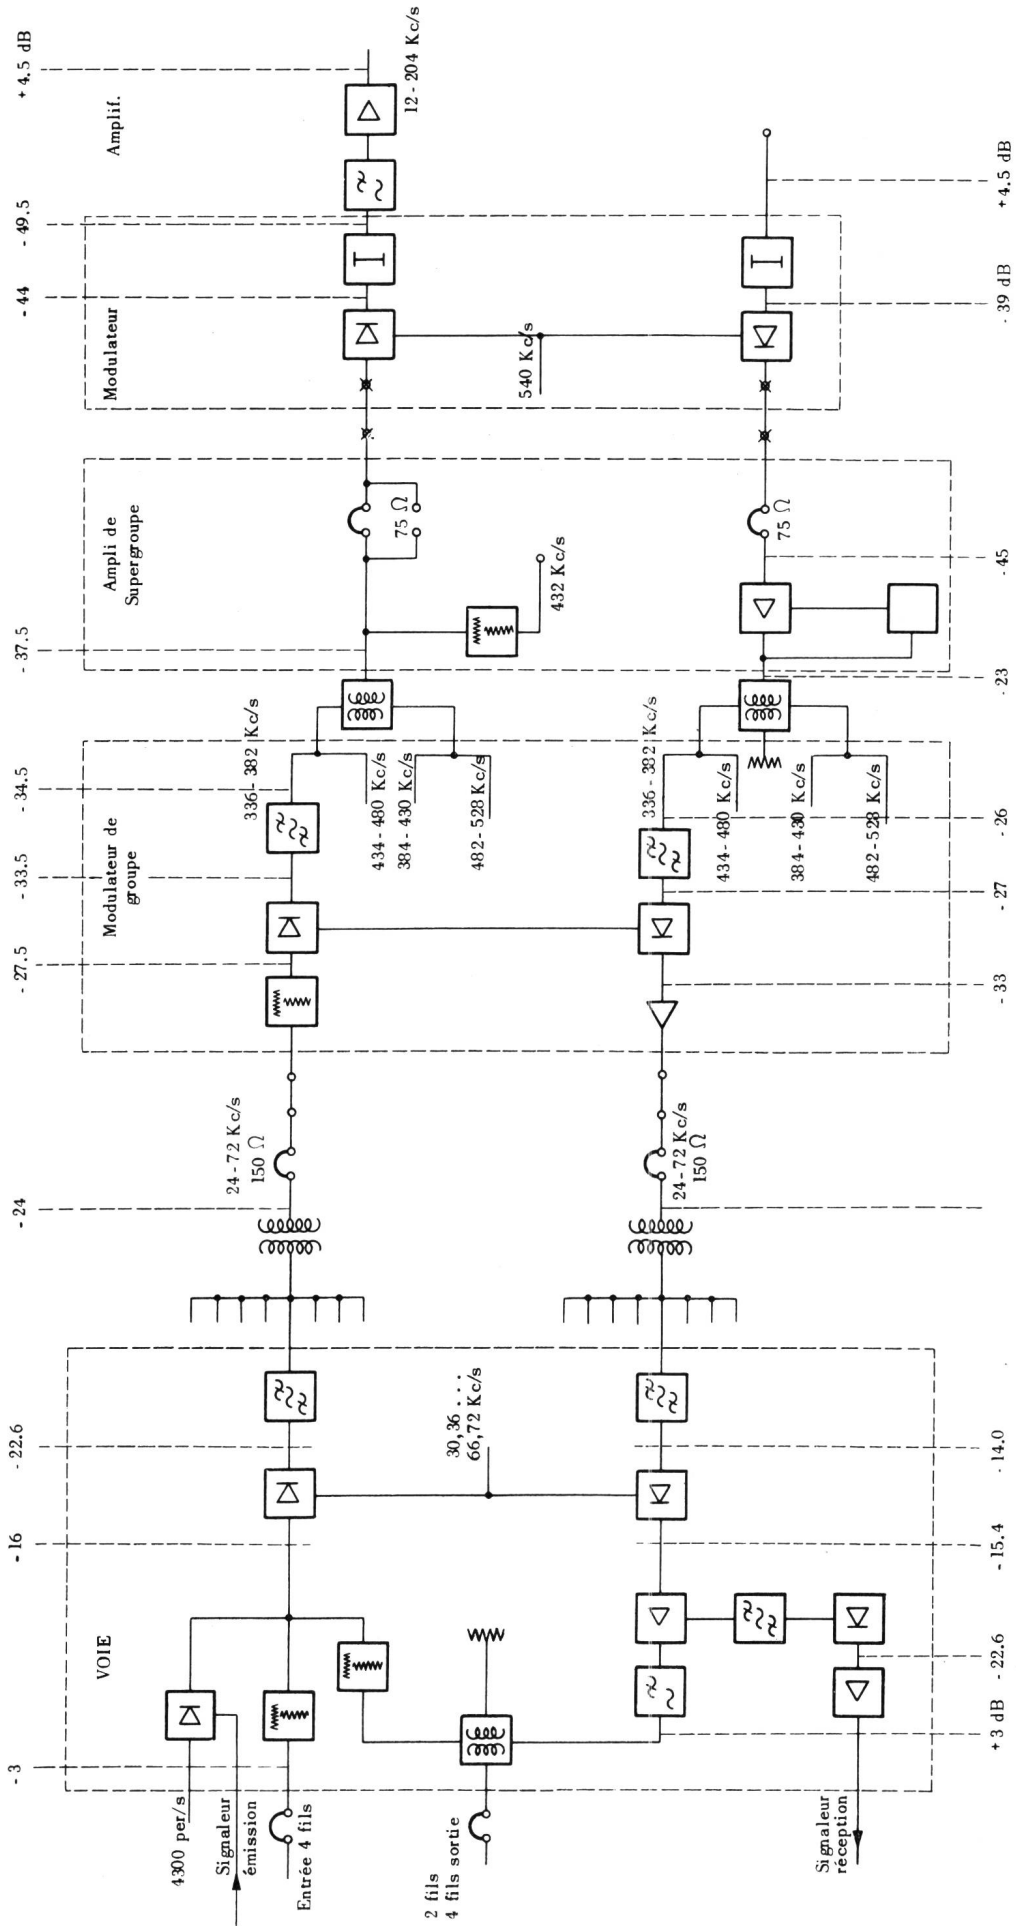 +4.5 dB
-49.5
-44
-37.5
-34.5
-33.5
-27.5
-24
-22.6
-16
-3
Amplif.
12-204 Kc/s
Modulateur
540 Kc/s
Ampli de
Supergroupe
75 Ω
432 Kc/s
75 Ω
Modulateur de
groupe
336-382 Kc/s
434-480 Kc/s
384-430 Kc/s
482-528 Kc/s
336-382 Kc/s
434-480 Kc/s
384-430 Kc/s
482-528 Kc/s
24-72 Kc/s
150 Ω
24-72 Kc/s
150 Ω
VOIE
30,36 ...
66,72 Kc/s
4300 per/s
Signaleur
émission
Entrée 4 fils
2 fils
4 fils sortie
Signaleur
réception
+4.5 dB
-39 dB
-45
-23
-26
-27
-33
-14.0
-15.4
-22.6
+3 dB